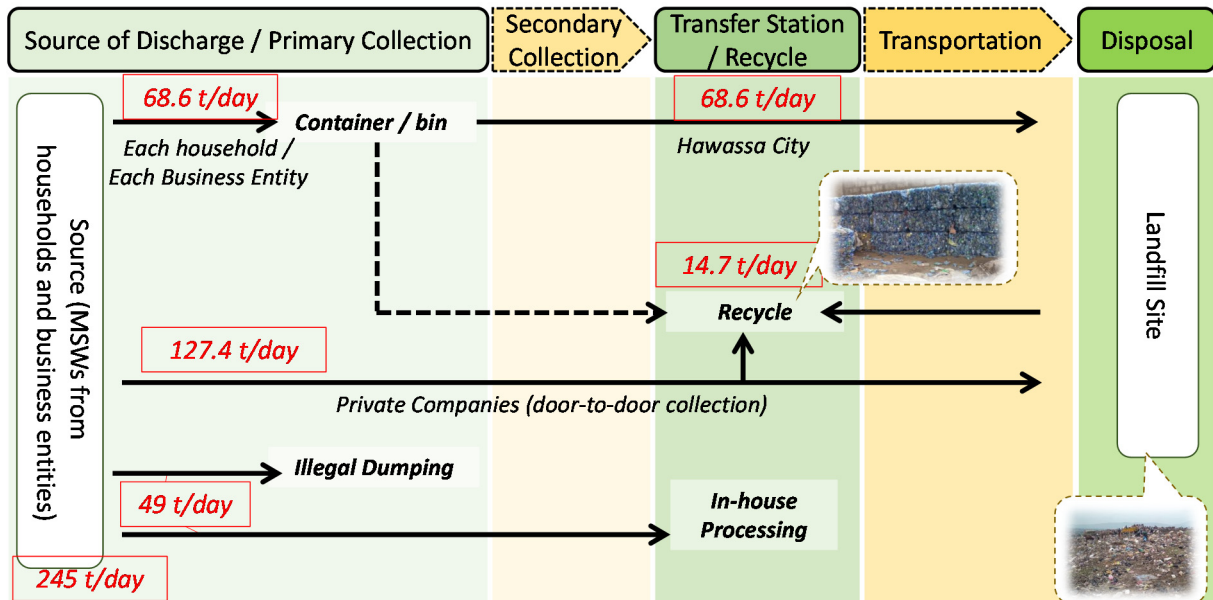 Source of Discharge / Primary Collection
Secondary
Collection
Transfer Station
/ Recycle
Transportation
Disposal
68.6 t/day
Container / bin
68.6 t/day
Each household /
Each Business Entity
Hawassa City
Source (MSWs from
households and business entities)
Landfill Site
14.7 t/day
Recycle
127.4 t/day
Private Companies (door-to-door collection)
Illegal Dumping
49 t/day
In-house
Processing
245 t/day